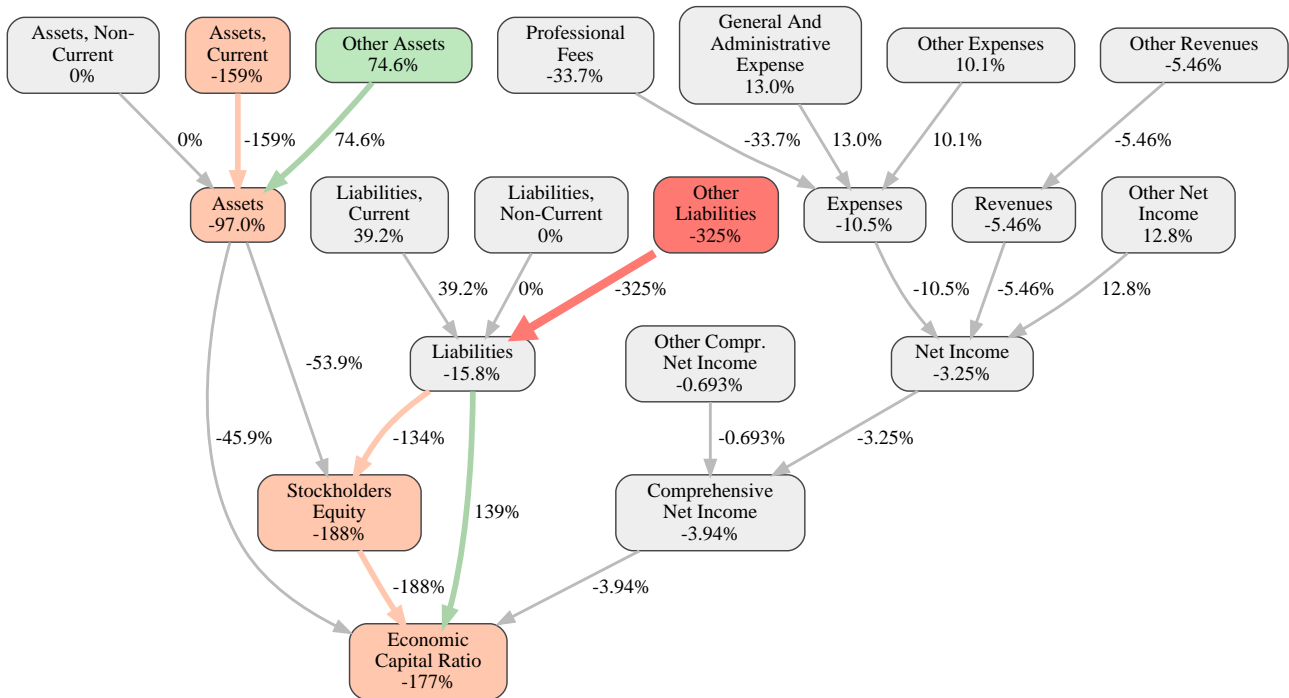 Assets, Non-
Current
0%
Assets,
Current
-159%
Other Assets
74.6%
Professional
Fees
-33.7%
General And
Administrative
Expense
13.0%
Other Expenses
10.1%
Other Revenues
-5.46%
0%
-159%
74.6%
-33.7%
13.0%
10.1%
-5.46%
Assets
-97.0%
Liabilities,
Current
39.2%
Liabilities,
Non-Current
0%
Other
Liabilities
-325%
Expenses
-10.5%
Revenues
-5.46%
Other Net
Income
12.8%
39.2%
0%
-325%
-10.5%
-5.46%
12.8%
-53.9%
Liabilities
-15.8%
Other Compr.
Net Income
-0.693%
Net Income
-3.25%
-45.9%
-134%
139%
-0.693%
-3.25%
Stockholders
Equity
-188%
Comprehensive
Net Income
-3.94%
-188%
-3.94%
Economic
Capital Ratio
-177%